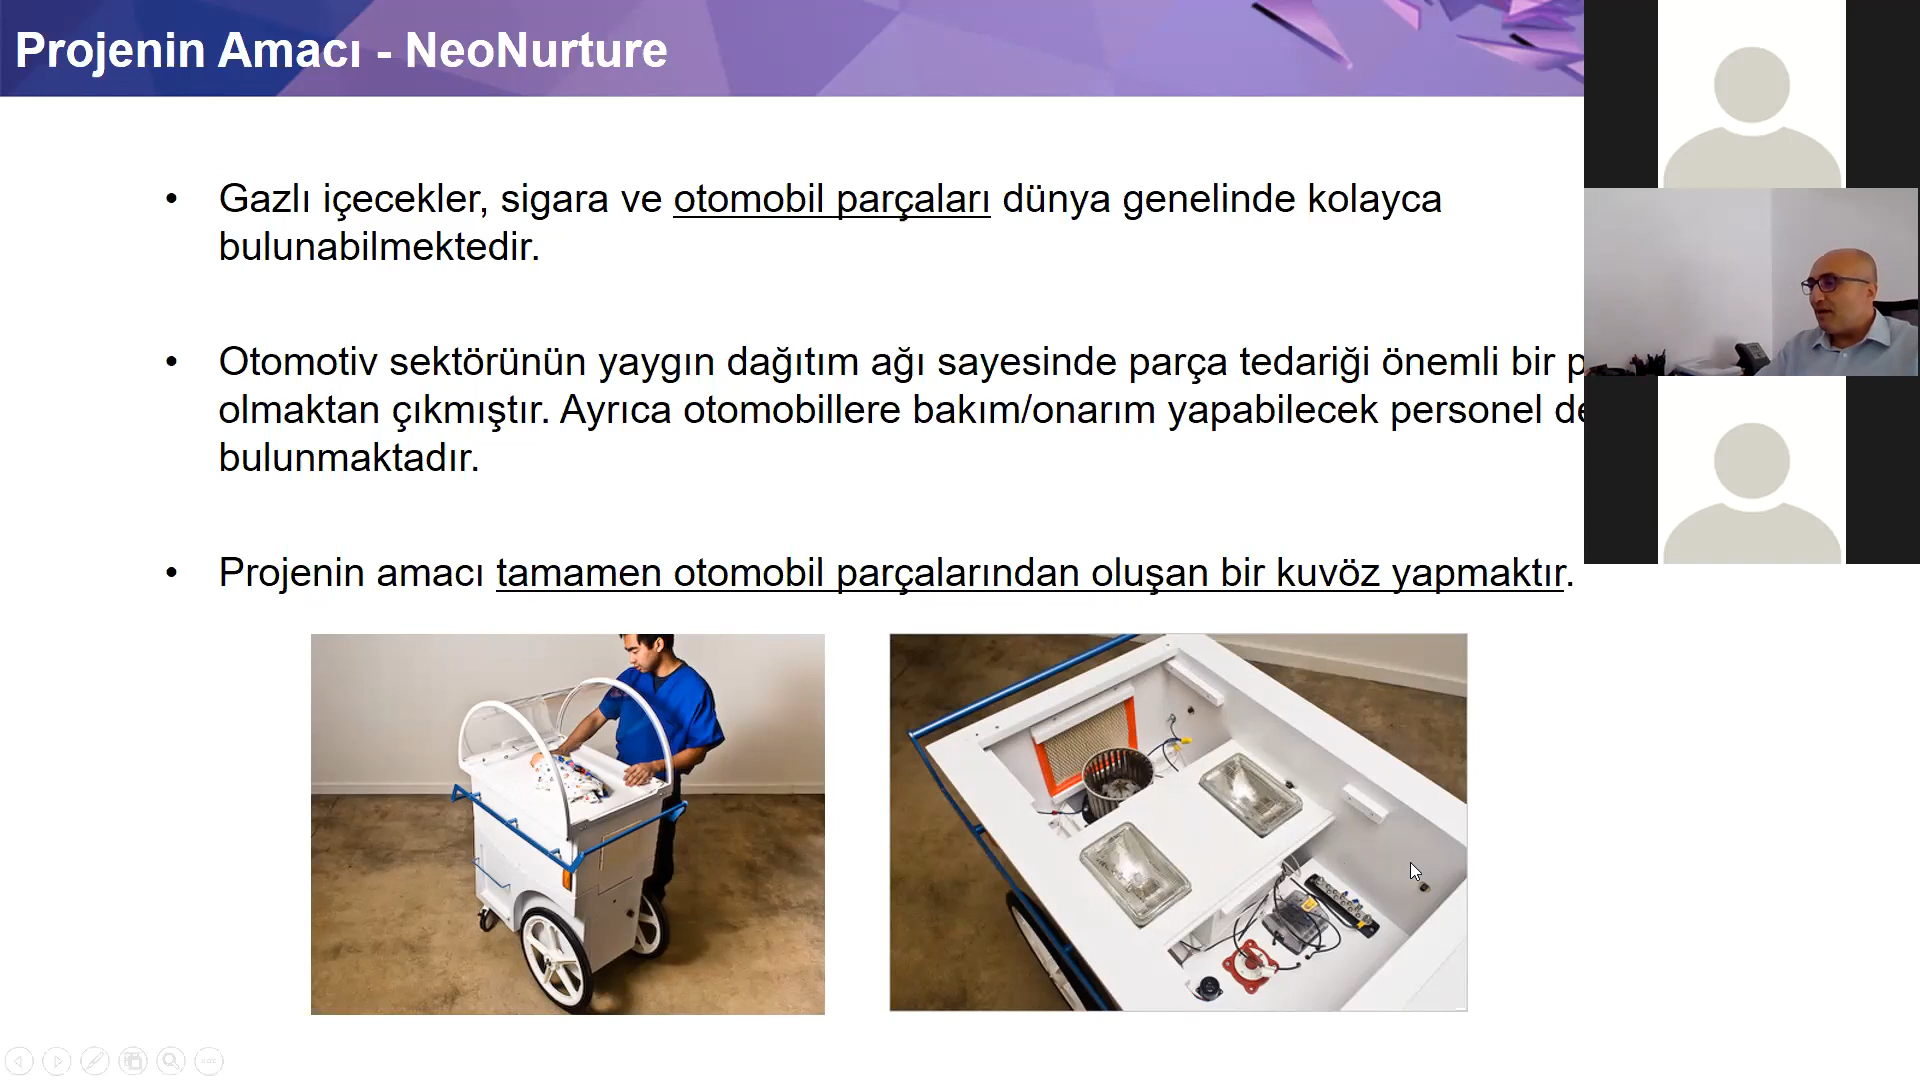 Projenin Amacı - NeoNurture
• Gazlı içecekler, sigara ve otomobil parçaları dünya genelinde kolayca
bulunabilmektedir.
• Otomotiv sektörünün yaygın dağıtım ağı sayesinde parça tedariği önemli bir
olmaktan çıkmıştır. Ayrıca otomobillere bakım/onarım yapabilecek personel de
bulunmaktadır.
• Projenin amacı tamamen otomobil parçalarından oluşan bir kuvöz yapmaktır.